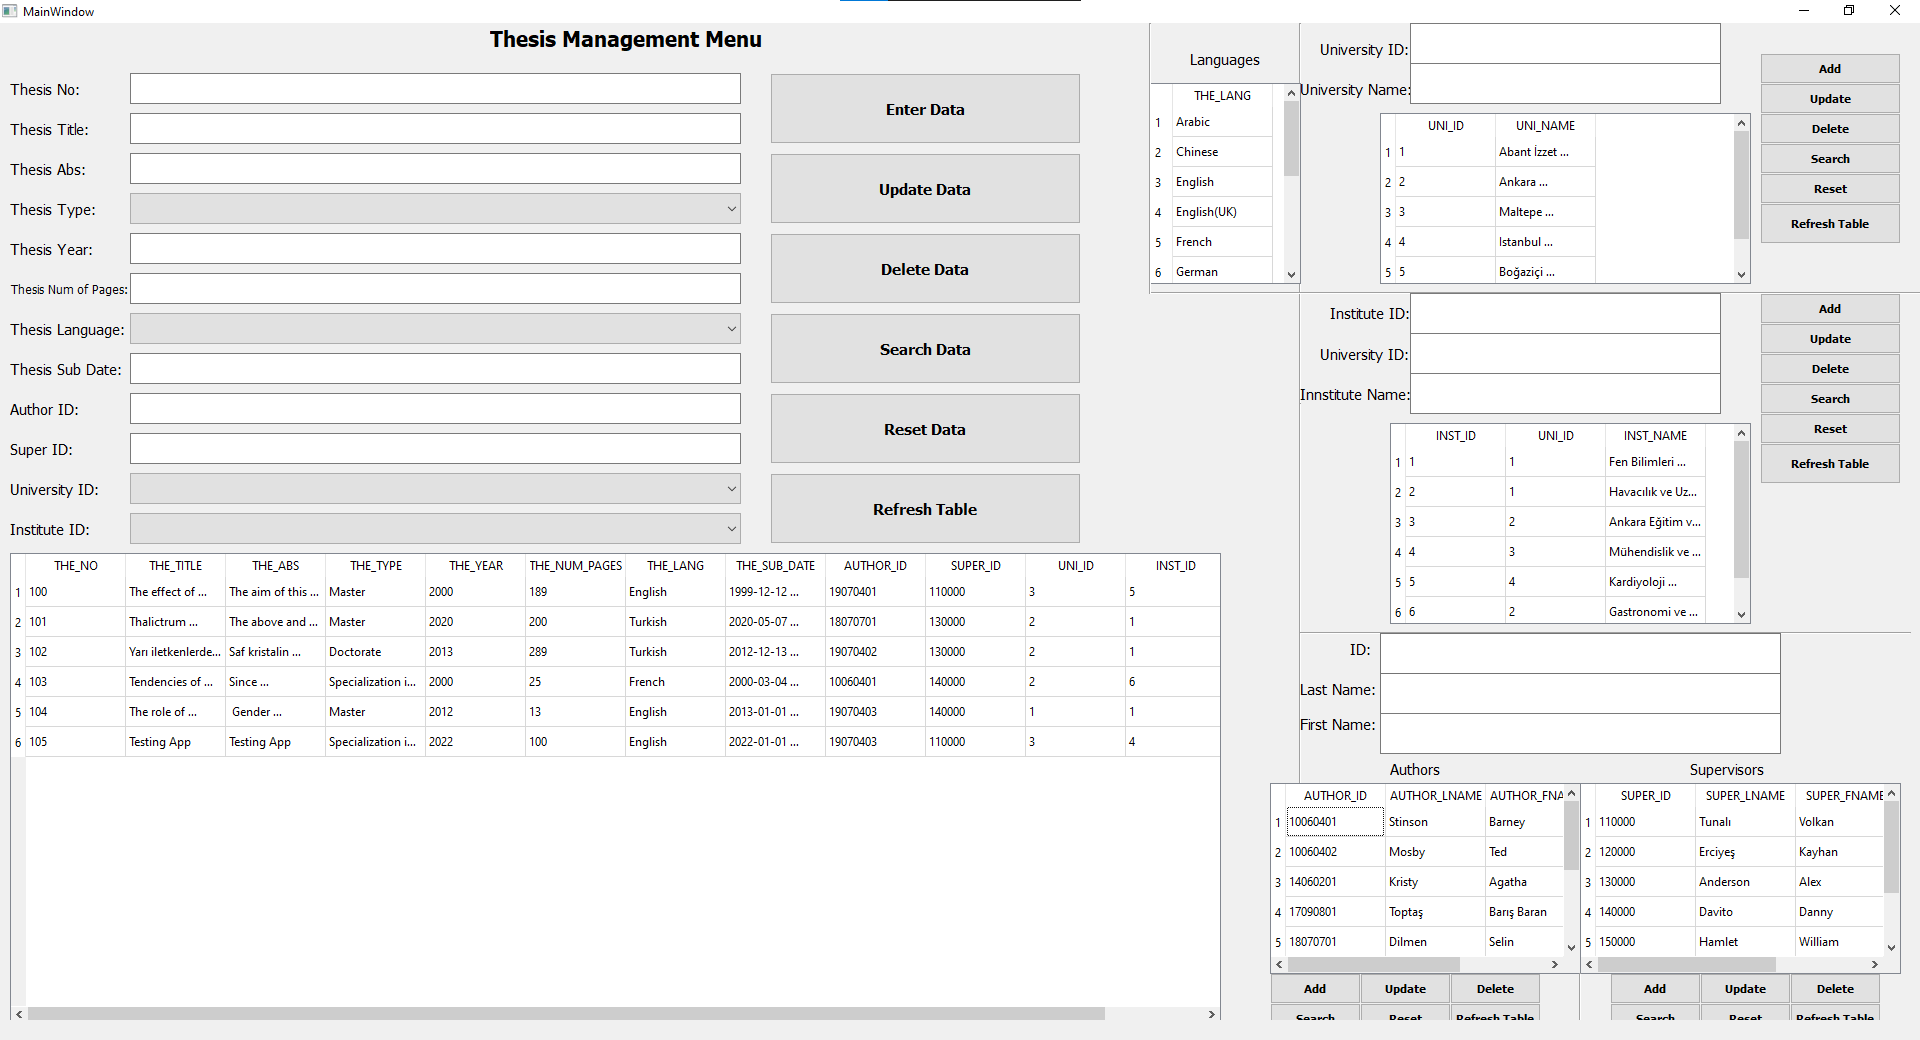 MainWindow
Thesis Management Menu
Thesis No:
Thesis Title:
Thesis Abs:
Thesis Type:
Thesis Year:
Thesis Num of Pages:
Thesis Language:
Thesis Sub Date:
Author ID:
Super ID:
University ID:
Institute ID:
Enter Data
Update Data
Delete Data
Search Data
Reset Data
Refresh Table
THE_NO THE_TITLE THE_ABS THE_TYPE THE_YEAR THE_NUM_PAGES THE_LANG THE_SUB_DATE AUTHOR_ID SUPER_ID UNI_ID INST_ID
1 100 The effect of ... The aim of this ... Master 2000 189 English 1999-12-12 ... 19070401 110000 3 5
2 101 Thalictrum ... The above and ... Master 2020 200 Turkish 2020-05-07 ... 18070701 130000 2 1
3 102 Yarı iletkenlerde... Saf kristalin ... Doctorate 2013 289 Turkish 2012-12-13 ... 19070402 130000 2 1
4 103 Tendencies of ... Since ... Specialization i... 2000 25 French 2000-03-04 ... 10060401 140000 2 6
5 104 The role of ... Gender ... Master 2012 13 English 2013-01-01 ... 19070403 140000 1 1
6 105 Testing App Testing App Specialization i... 2022 100 English 2022-01-01 ... 19070403 110000 3 4
Languages
THE_LANG
1 Arabic
2 Chinese
3 English
4 English(UK)
5 French
6 German
University ID:
University Name:
UNI_ID UNI_NAME
1 1 Abant İzzet ...
2 2 Ankara ...
3 3 Maltepe ...
4 4 Istanbul ...
5 5 Boğaziçi ...
Add
Update
Delete
Search
Reset
Refresh Table
Institute ID:
University ID:
Innstitute Name:
INST_ID UNI_ID INST_NAME
1 1 1 Fen Bilimleri ...
2 2 1 Havacılık ve Uz...
3 3 2 Ankara Eğitim v...
4 4 3 Mühendislik ve ...
5 5 4 Kardiyoloji ...
6 6 2 Gastronomi ve ...
Add
Update
Delete
Search
Reset
Refresh Table
ID:
Last Name:
First Name:
Authors
AUTHOR_ID AUTHOR_LNAME AUTHOR_FNA
1 10060401 Stinson Barney
2 10060402 Mosby Ted
3 14060201 Kristy Agatha
4 17090801 Toptaş Barış Baran
5 18070701 Dilmen Selin
Add Update Delete
Search Reset Refresh Table
Supervisors
SUPER_ID SUPER_LNAME SUPER_FNAME
1 110000 Tunalı Volkan
2 120000 Erciyeş Kayhan
3 130000 Anderson Alex
4 140000 Davito Danny
5 150000 Hamlet William
Add Update Delete
Search Reset Refresh Table